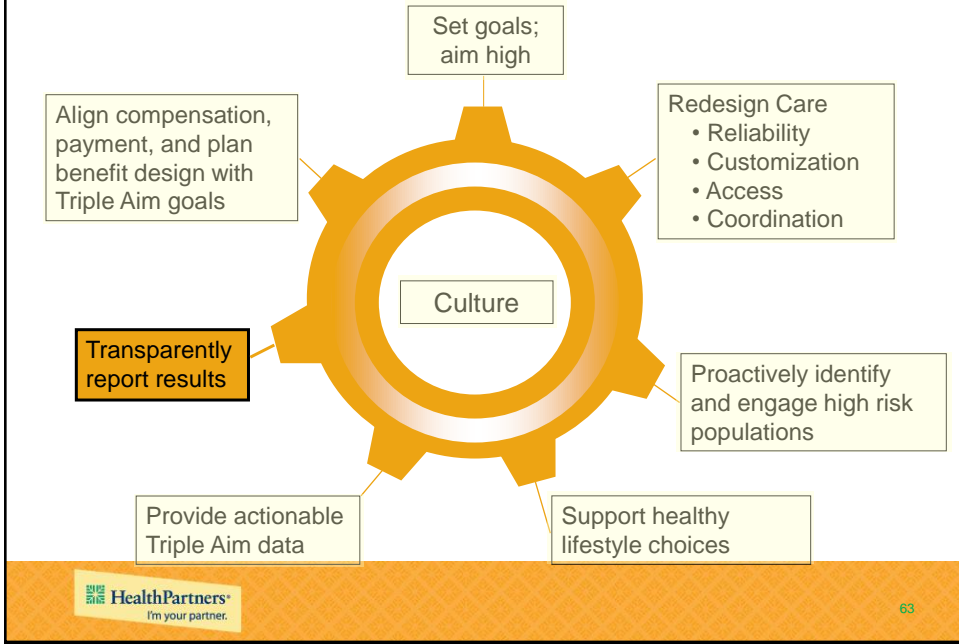 Set goals;
aim high
Redesign Care
• Reliability
• Customization
• Access
• Coordination
Proactively identify
and engage high risk
populations
Support healthy
lifestyle choices
Provide actionable
Triple Aim data
Transparently
report results
Align compensation,
payment, and plan
benefit design with
Triple Aim goals
Culture
HealthPartners®
I'm your partner.
63